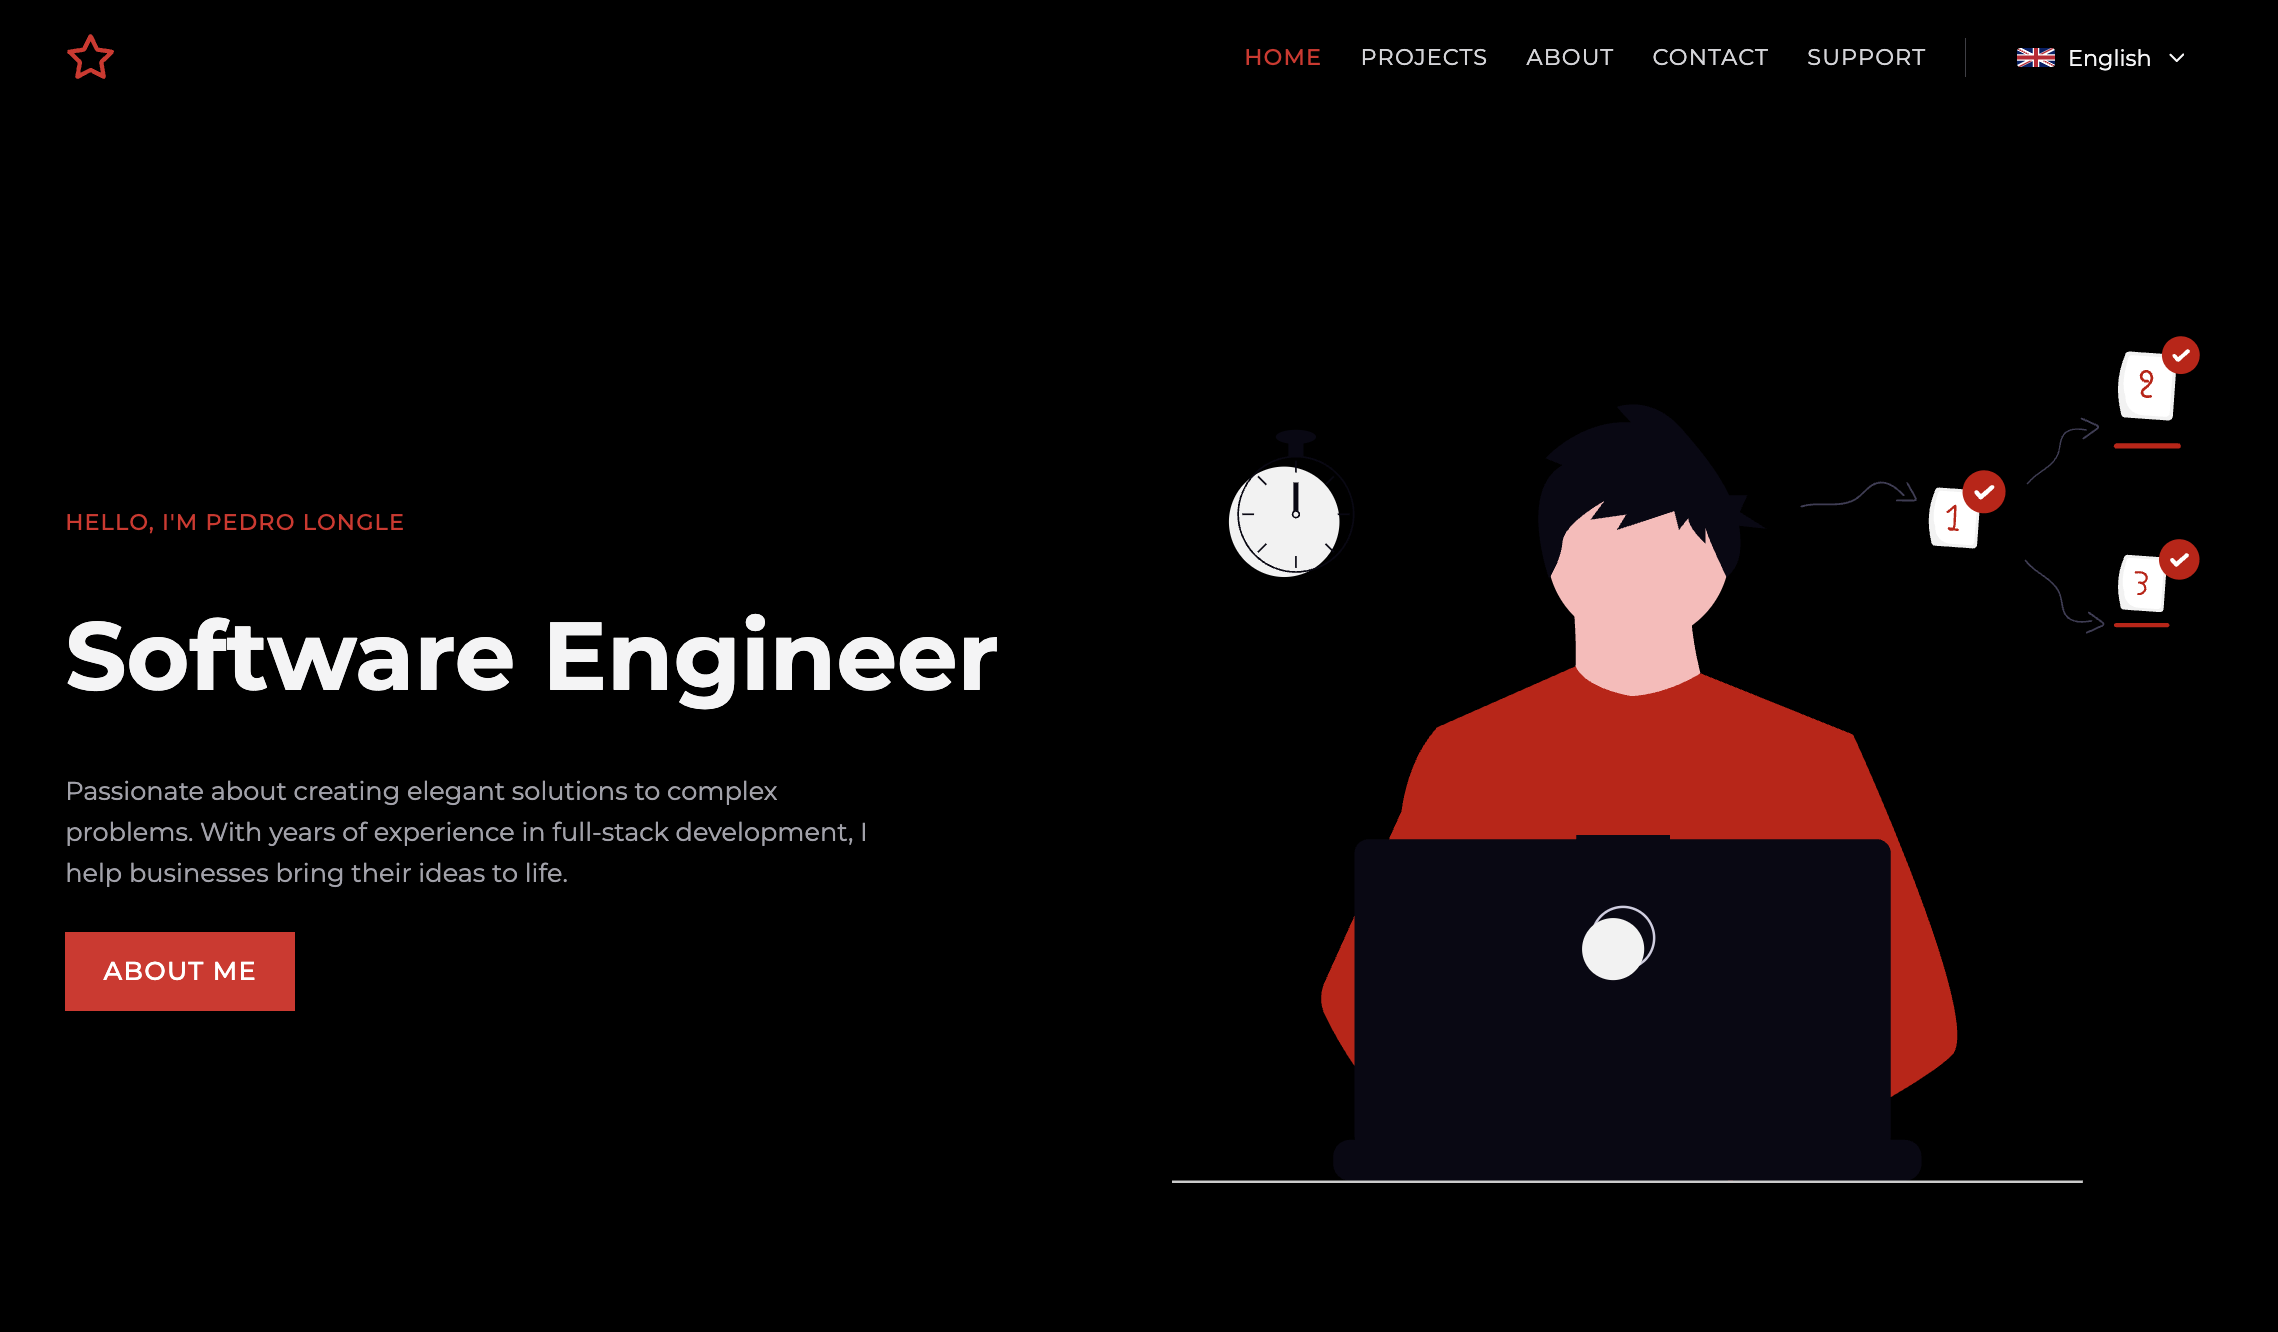 HOME PROJECTS ABOUT CONTACT SUPPORT English
HELLO, I'M PEDRO LONGLE
Software Engineer
Passionate about creating elegant solutions to complex
problems. With years of experience in full-stack development, I
help businesses bring their ideas to life.
ABOUT ME
2
1
3